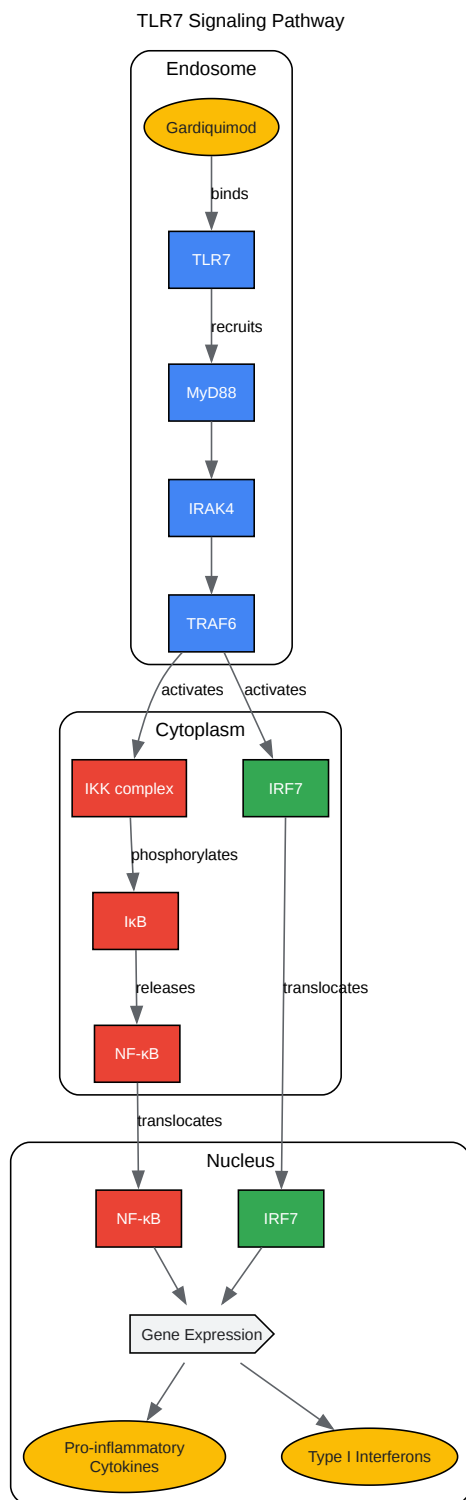 TLR7 Signaling Pathway
Endosome
Gardiquimod
binds
TLR7
recruits
MyD88
IRAK4
TRAF6
activates
activates
Cytoplasm
IKK complex
IRF7
phosphorylates
IκB
releases
translocates
NF-κB
translocates
Nucleus
NF-κB
IRF7
Gene Expression
Pro-inflammatory
Cytokines
Type I Interferons